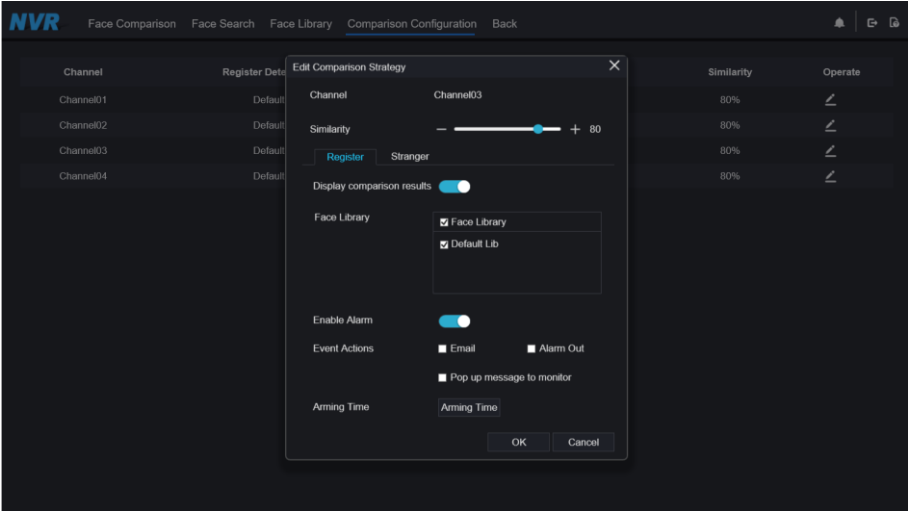 NVR Face Comparison Face Search Face Library Comparison Configuration Back
Edit Comparison Strategy
Channel Register Dete Similarity Operate
Channel01 Default 80%
Channel02 Default 80%
Channel03 Default 80%
Channel04 Default 80%
Channel Channel03
Similarity 80
Register Stranger
Display comparison results
Face Library Face Library
Default Lib
Enable Alarm
Event Actions Email Alarm Out
Pop up message to monitor
Arming Time Arming Time
OK Cancel